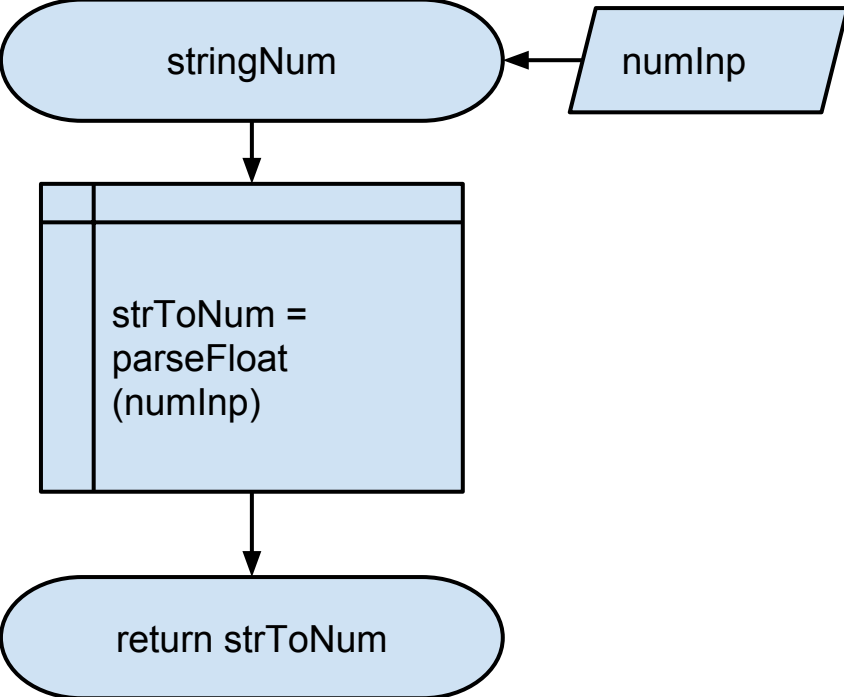 stringNum
numInp
strToNum =
parseFloat
(numInp)
return strToNum